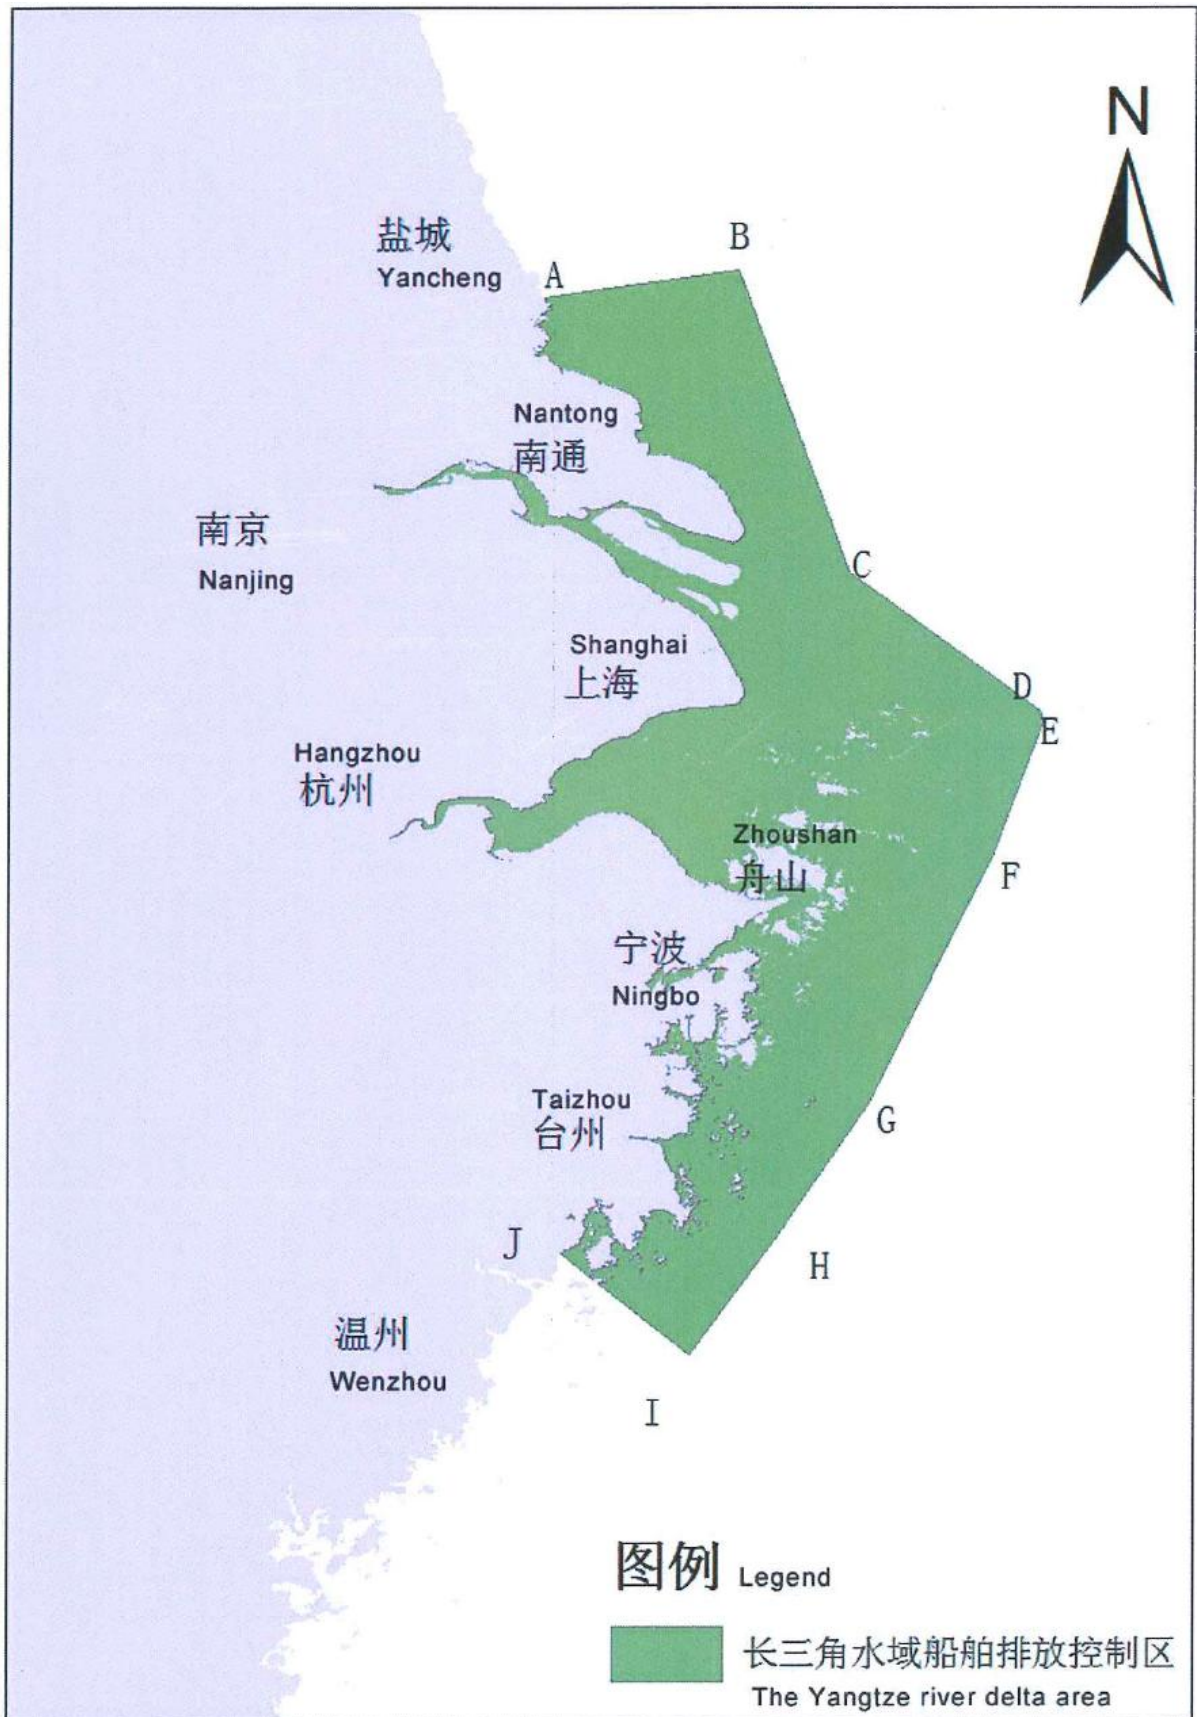 N
盐城
Yancheng
A
B
Nantong
南通
南京
Nanjing
C
Shanghai
上海
D
E
Hangzhou
杭州
Zhoushan
舟山
F
宁波
Ningbo
Taizhou
台州
G
J
H
温州
Wenzhou
I
图例 Legend
长三角水域船舶排放控制区
The Yangtze river delta area